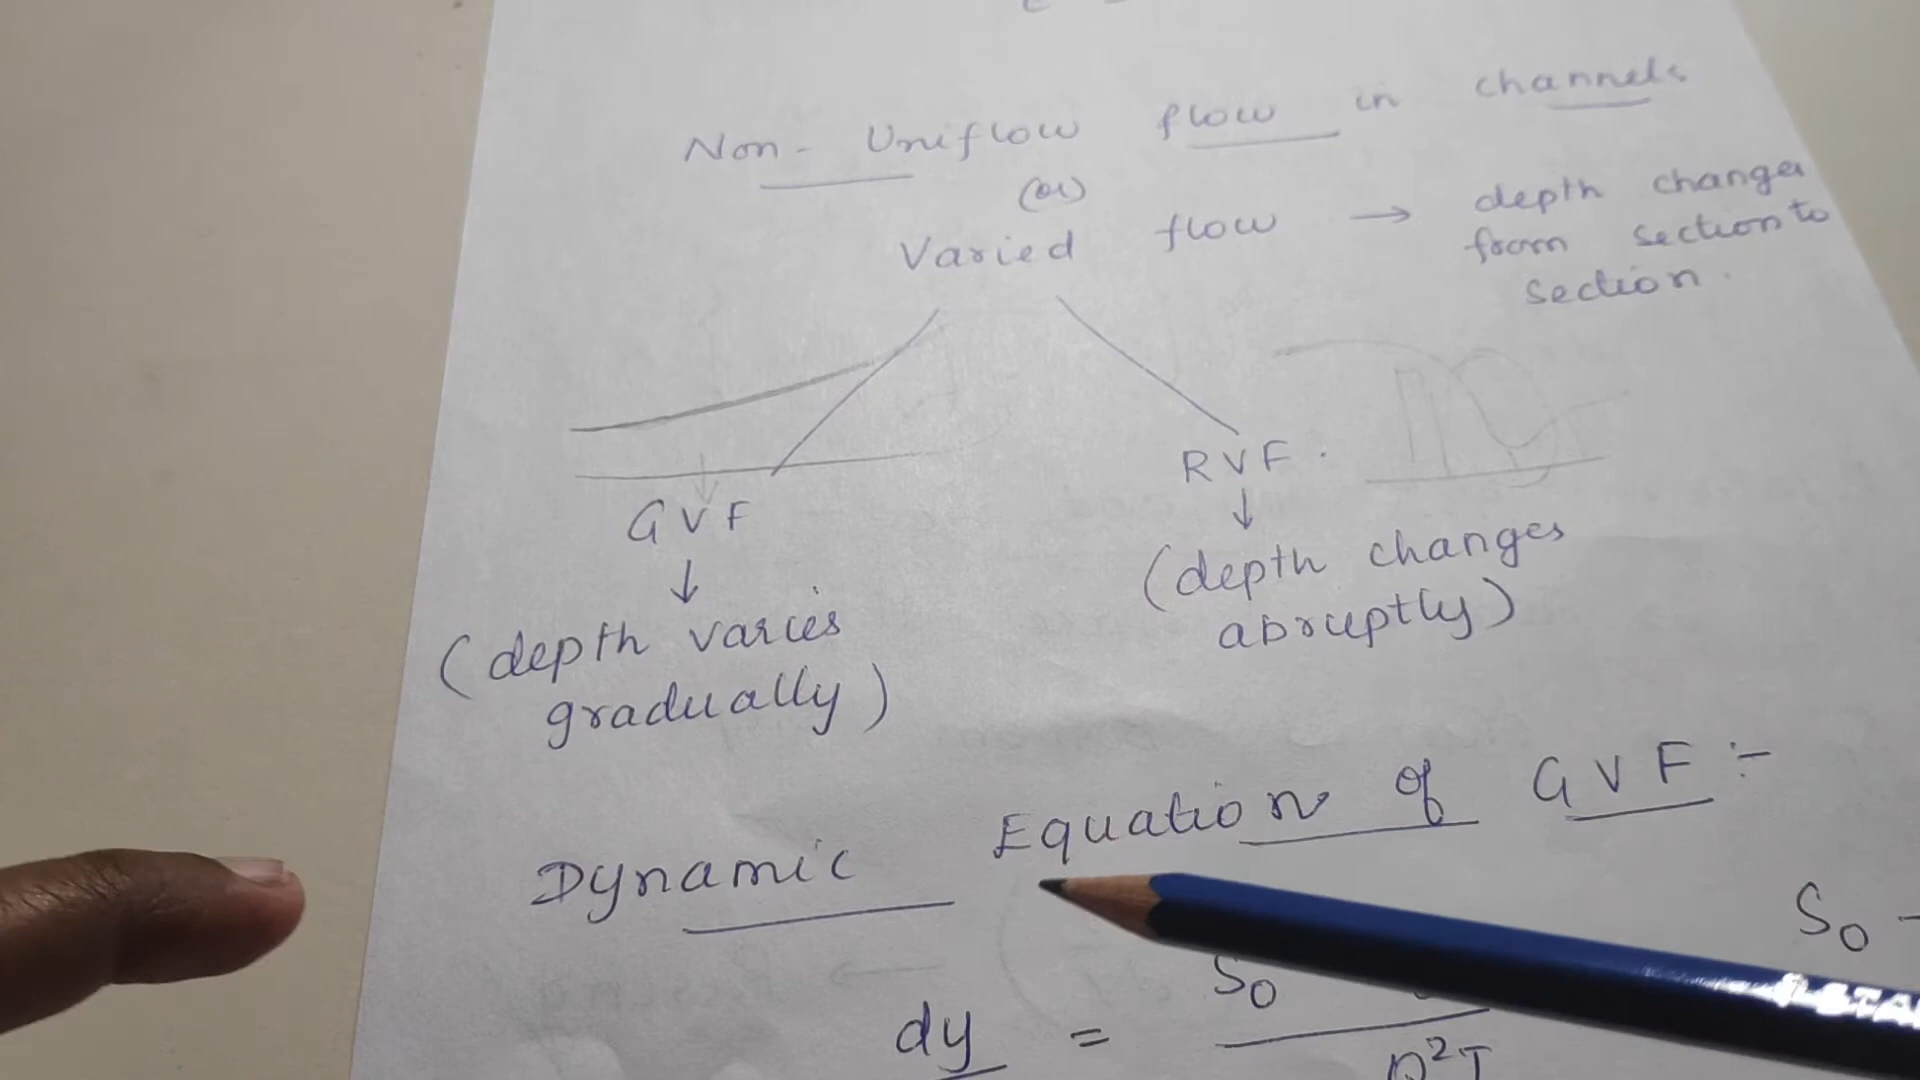 Non- Uniflow flow in channels
(or)
Varied flow → depth changes
from section to
section.
GVF
↓
(depth varies
gradually)
RVF.
↓
(depth changes
abruptly)
Dynamic Equation of GVF :-
S0 -
dy = S0
Q²T